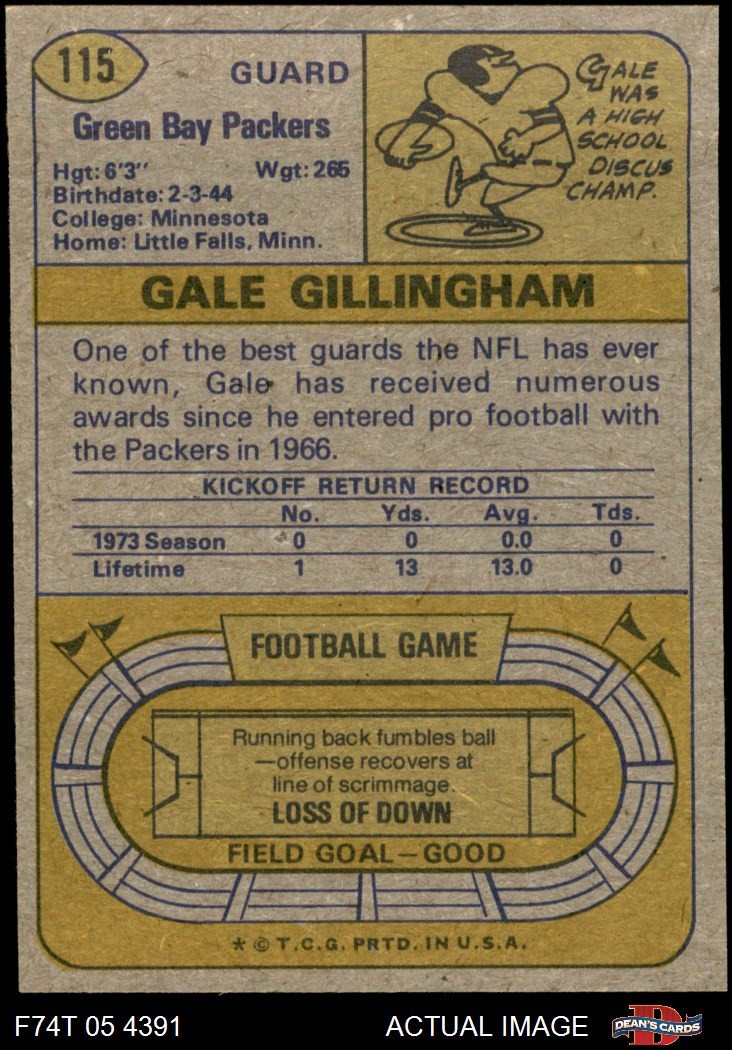 115
GUARD
Green Bay Packers
Hgt: 6'3" Wgt: 265
Birthdate: 2-3-44
College: Minnesota
Home: Little Falls, Minn.
GALE
WAS
A HIGH
SCHOOL
DISCUS
CHAMP.
GALE GILLINGHAM
One of the best guards the NFL has ever
known, Gale has received numerous
awards since he entered pro football with
the Packers in 1966.
KICKOFF RETURN RECORD
No. Yds. Avg. Tds.
1973 Season 0 0 0.0 0
Lifetime 1 13 13.0 0
FOOTBALL GAME
Running back fumbles ball
—offense recovers at
line of scrimmage.
LOSS OF DOWN
FIELD GOAL—GOOD
* © T.C.G. PRTD. IN U.S.A.
F74T 05 4391 ACTUAL IMAGE DEAN'S CARDS